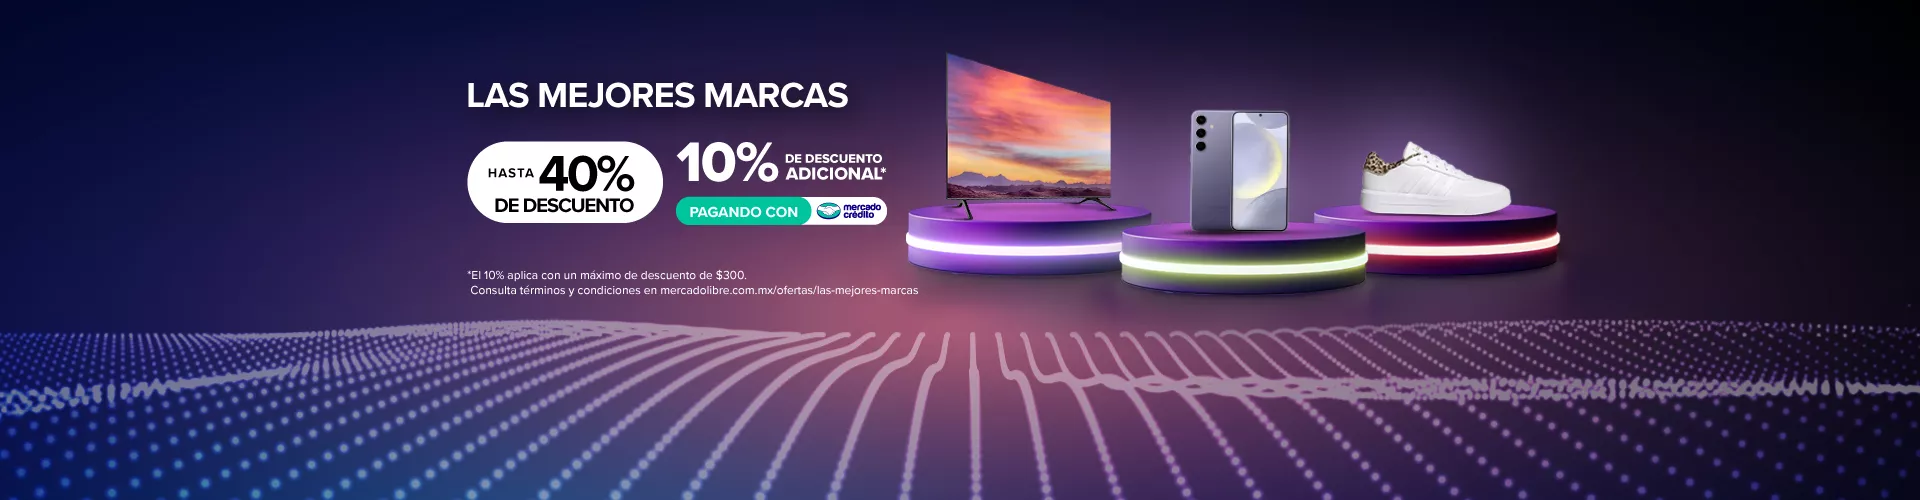 LAS MEJORES MARCAS
HASTA 40%
DE DESCUENTO
10% DE DESCUENTO
ADICIONAL*
PAGANDO CON mercado
crédito
*El 10% aplica con un máximo de descuento de $300.
Consulta términos y condiciones en mercadolibre.com.mx/ofertas/las-mejores-marcas